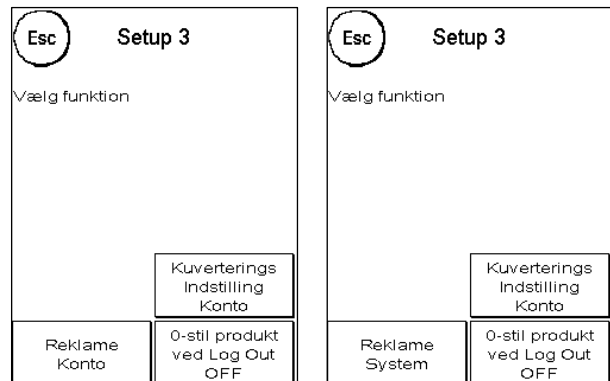 Esc
Setup 3
Vælg funktion
Kuverterings
Indstilling
Konto
Reklame
Konto
0-stil produkt
ved Log Out
OFF
Esc
Setup 3
Vælg funktion
Kuverterings
Indstilling
Konto
Reklame
System
0-stil produkt
ved Log Out
OFF